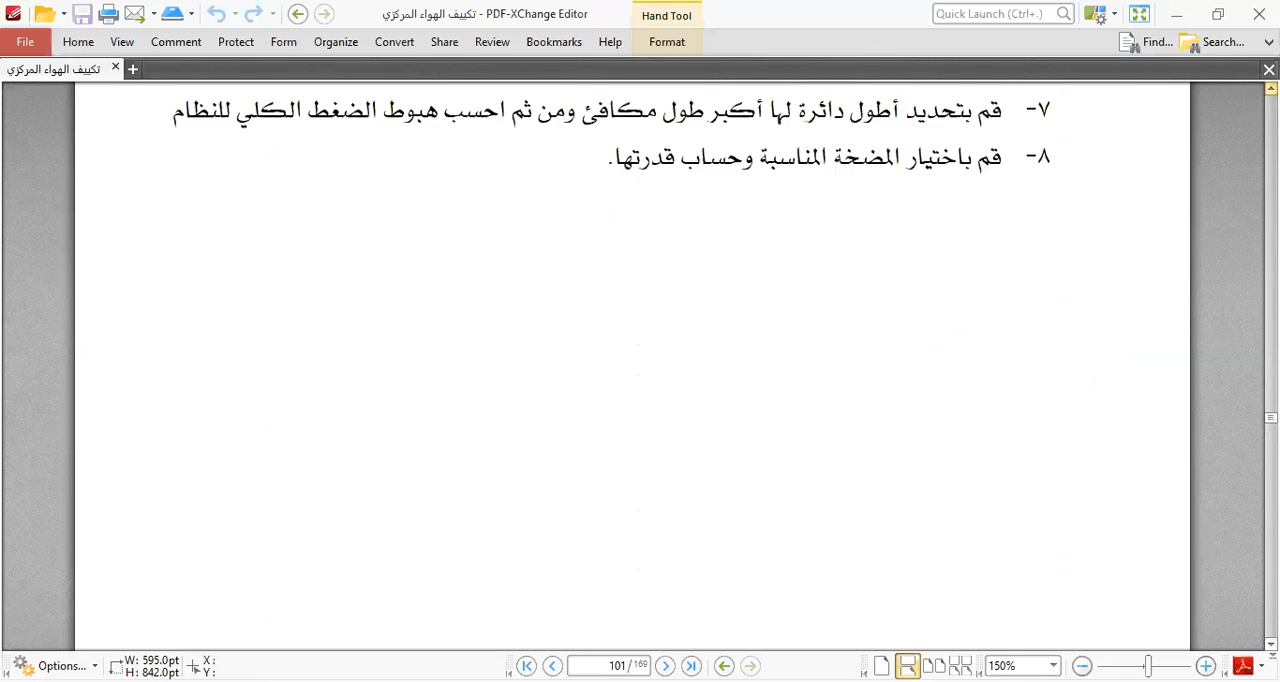 تكييف الهواء المركزي - PDF-XChange Editor
Hand Tool
Quick Launch (Ctrl+.)
File Home View Comment Protect Form Organize Convert Share Review Bookmarks Help Format Find... Search...
تكييف الهواء المركزي
٧- قم بتحديد أطول دائرة لها أكبر طول مكافئ ومن ثم احسب هبوط الضغط الكلي للنظام
٨- قم باختيار المضخة المناسبة وحساب قدرتها.
Options... W: 595.0pt X:
H: 842.0pt Y:
101 / 169
150%